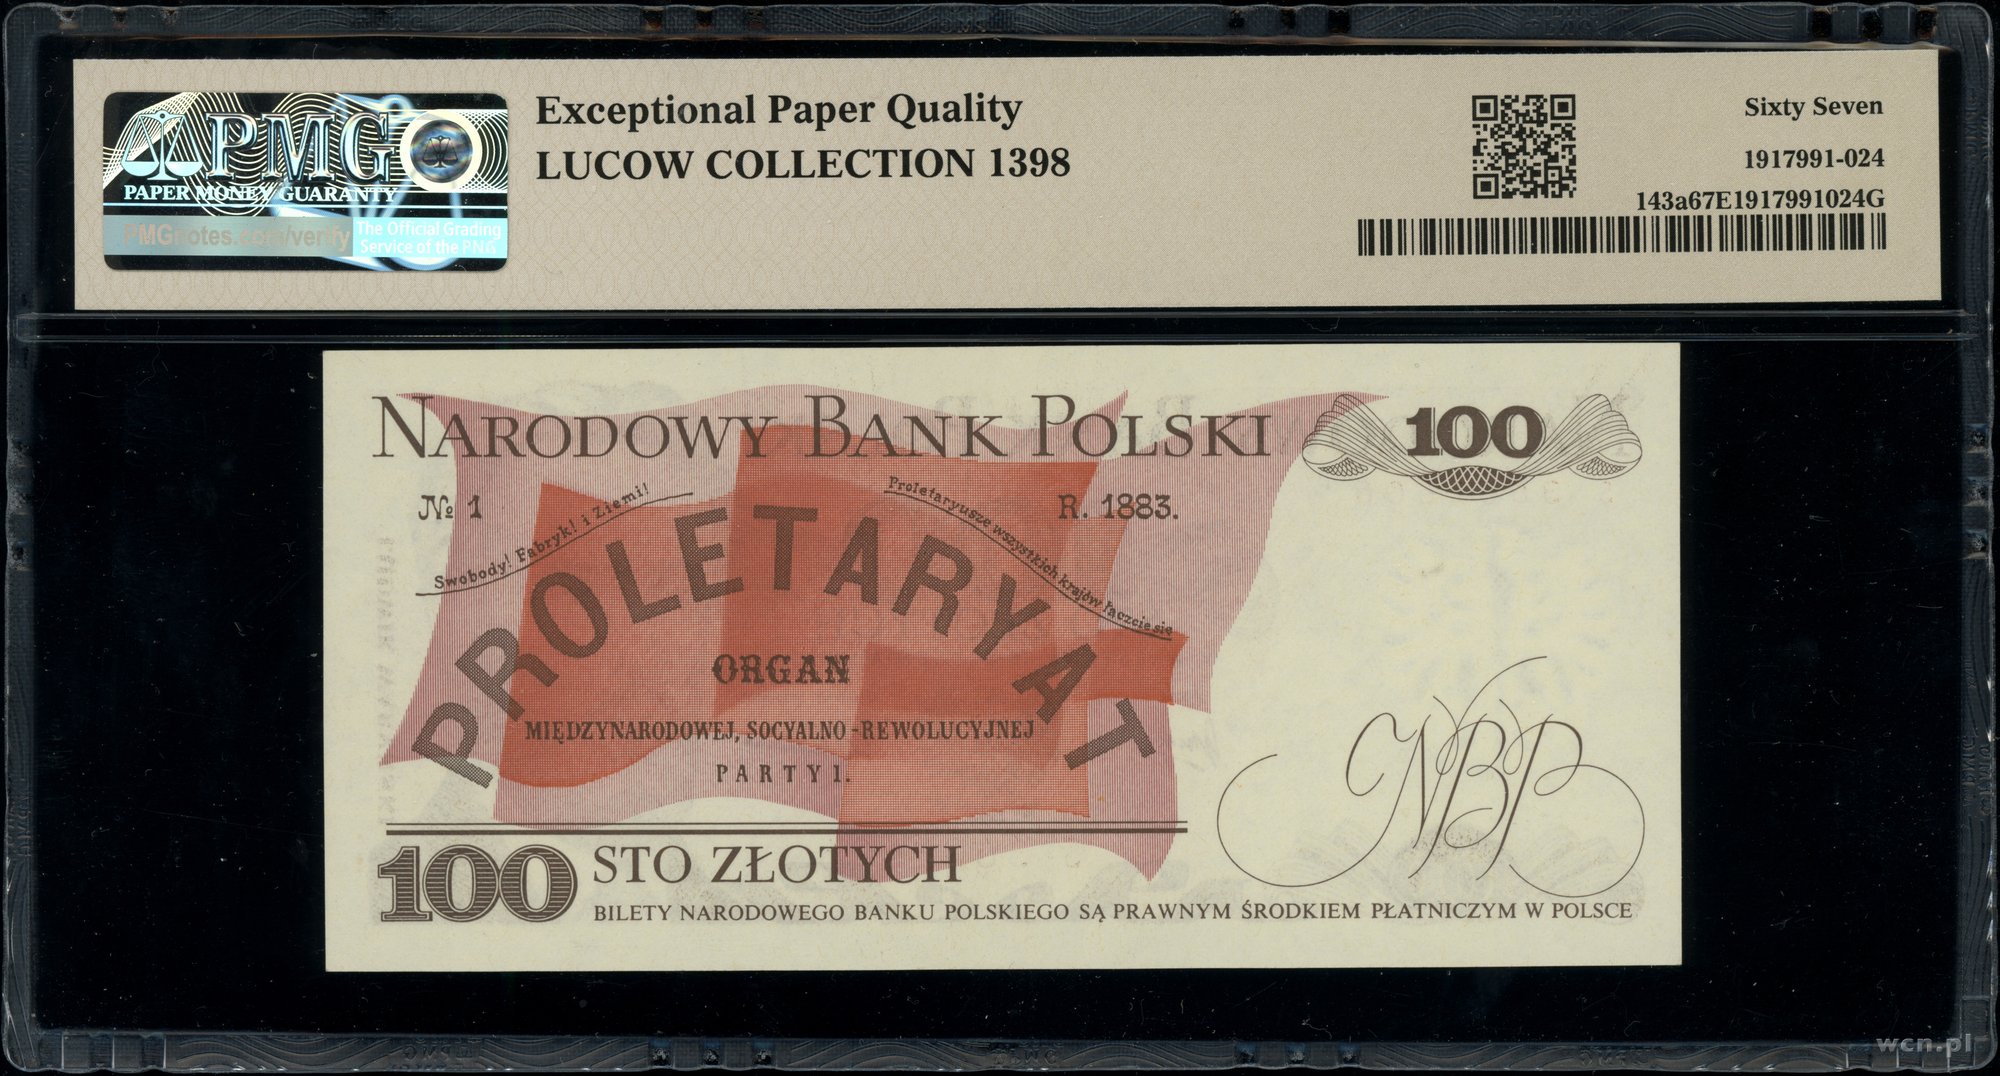 PMG
PAPER MONEY GUARANTY
PMGnotes.com/verify
The Official Grading
Service of the PNG
Exceptional Paper Quality
LUCOW COLLECTION 1398
Sixty Seven
1917991-024
143a67E1917991024G
NARODOWY BANK POLSKI
100
№ 1
R. 1883.
Swobody! Fabryk! i Ziemi!
Proletaryusze wszystkich krajów łączcie się
PROLETARYAT
ORGAN
MIĘDZYNARODOWEJ, SOCYALNO-REWOLUCYJNEJ
PARTYI.
NBP
100 STO ZŁOTYCH
BILETY NARODOWEGO BANKU POLSKIEGO SĄ PRAWNYM ŚRODKIEM PŁATNICZYM W POLSCE
wcn.pl